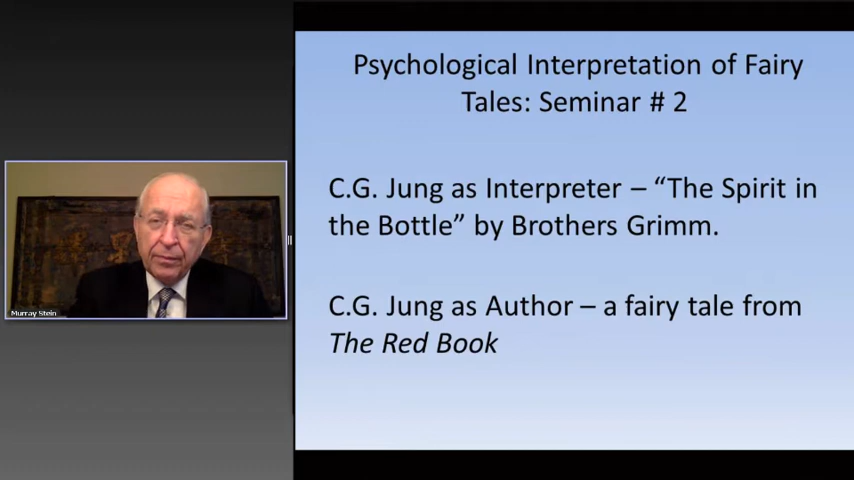 Psychological Interpretation of Fairy
Tales: Seminar # 2
C.G. Jung as Interpreter – “The Spirit in
the Bottle” by Brothers Grimm.
C.G. Jung as Author – a fairy tale from
The Red Book
Murray Stein